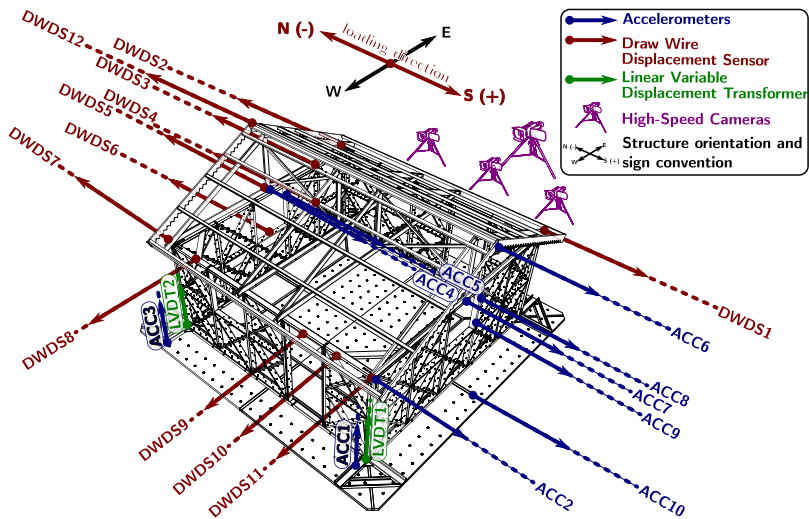 DWDS12
DWDS2
DWDS3
DWDS5
DWDS4
DWDS6
DWDS7
N (-)
loading direction
E
W
S (+)
Accelerometers
Draw Wire
Displacement Sensor
Linear Variable
Displacement Transformer
High-Speed Cameras
N (-)
E
W
S (+)
Structure orientation and
sign convention
ACC5
ACC4
ACC3
LVDT2
DWDS8
DWDS1
ACC6
ACC8
ACC7
ACC9
DWDS9
DWDS10
DWDS11
ACC1
LVDT1
ACC2
ACC10